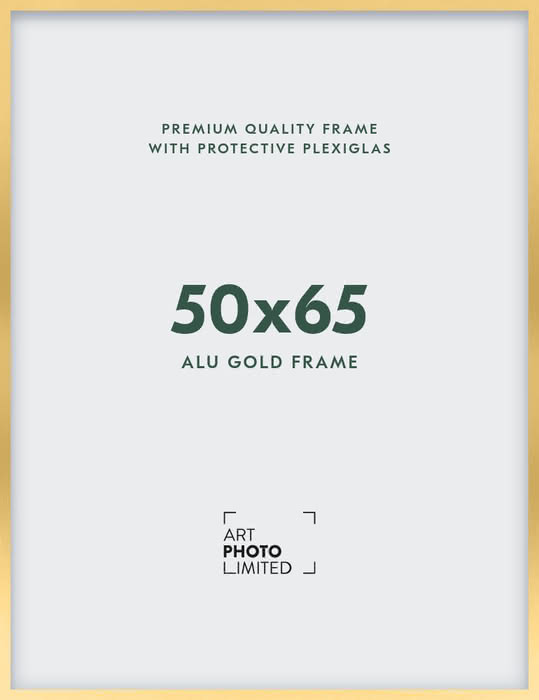 PREMIUM QUALITY FRAME
WITH PROTECTIVE PLEXIGLAS
50x65
ALU GOLD FRAME
ART
PHOTO
LIMITED